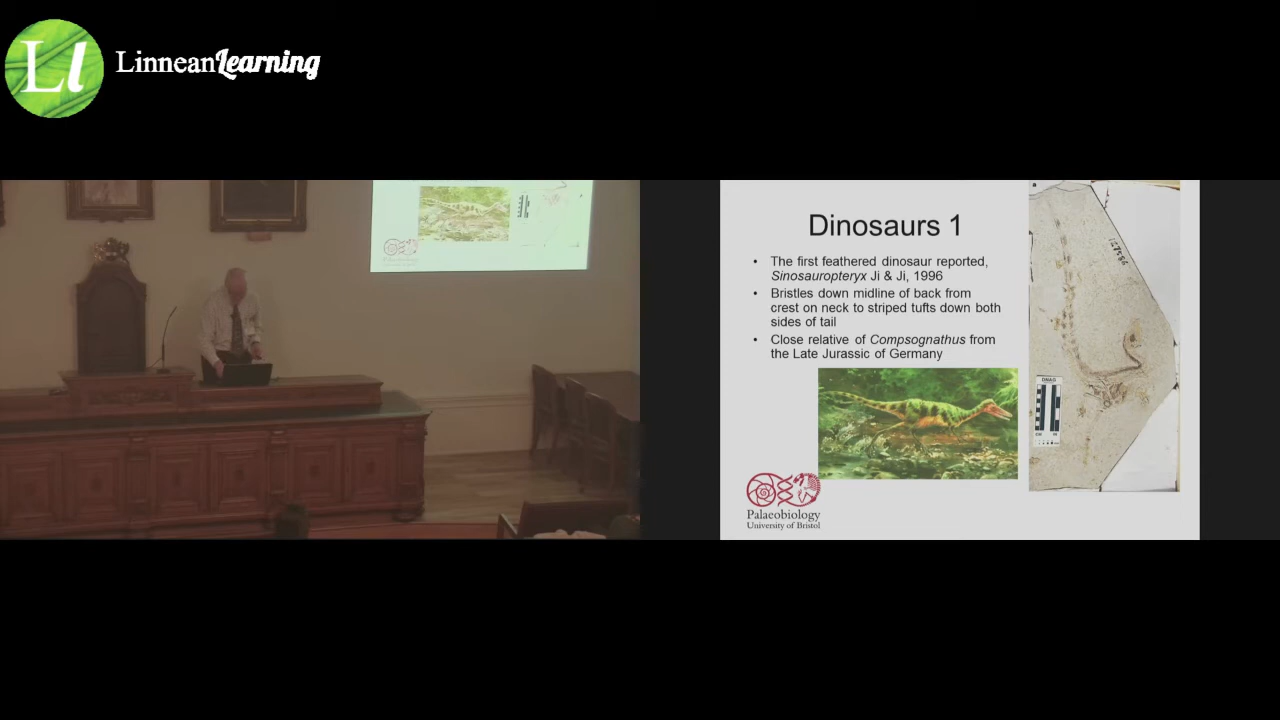 Ll LinneanLearning
Dinosaurs 1
• The first feathered dinosaur reported,
Sinosauropteryx Ji & Ji, 1996
• Bristles down midline of back from
crest on neck to striped tufts down both
sides of tail
• Close relative of Compsognathus from
the Late Jurassic of Germany
Palaeobiology
University of Bristol